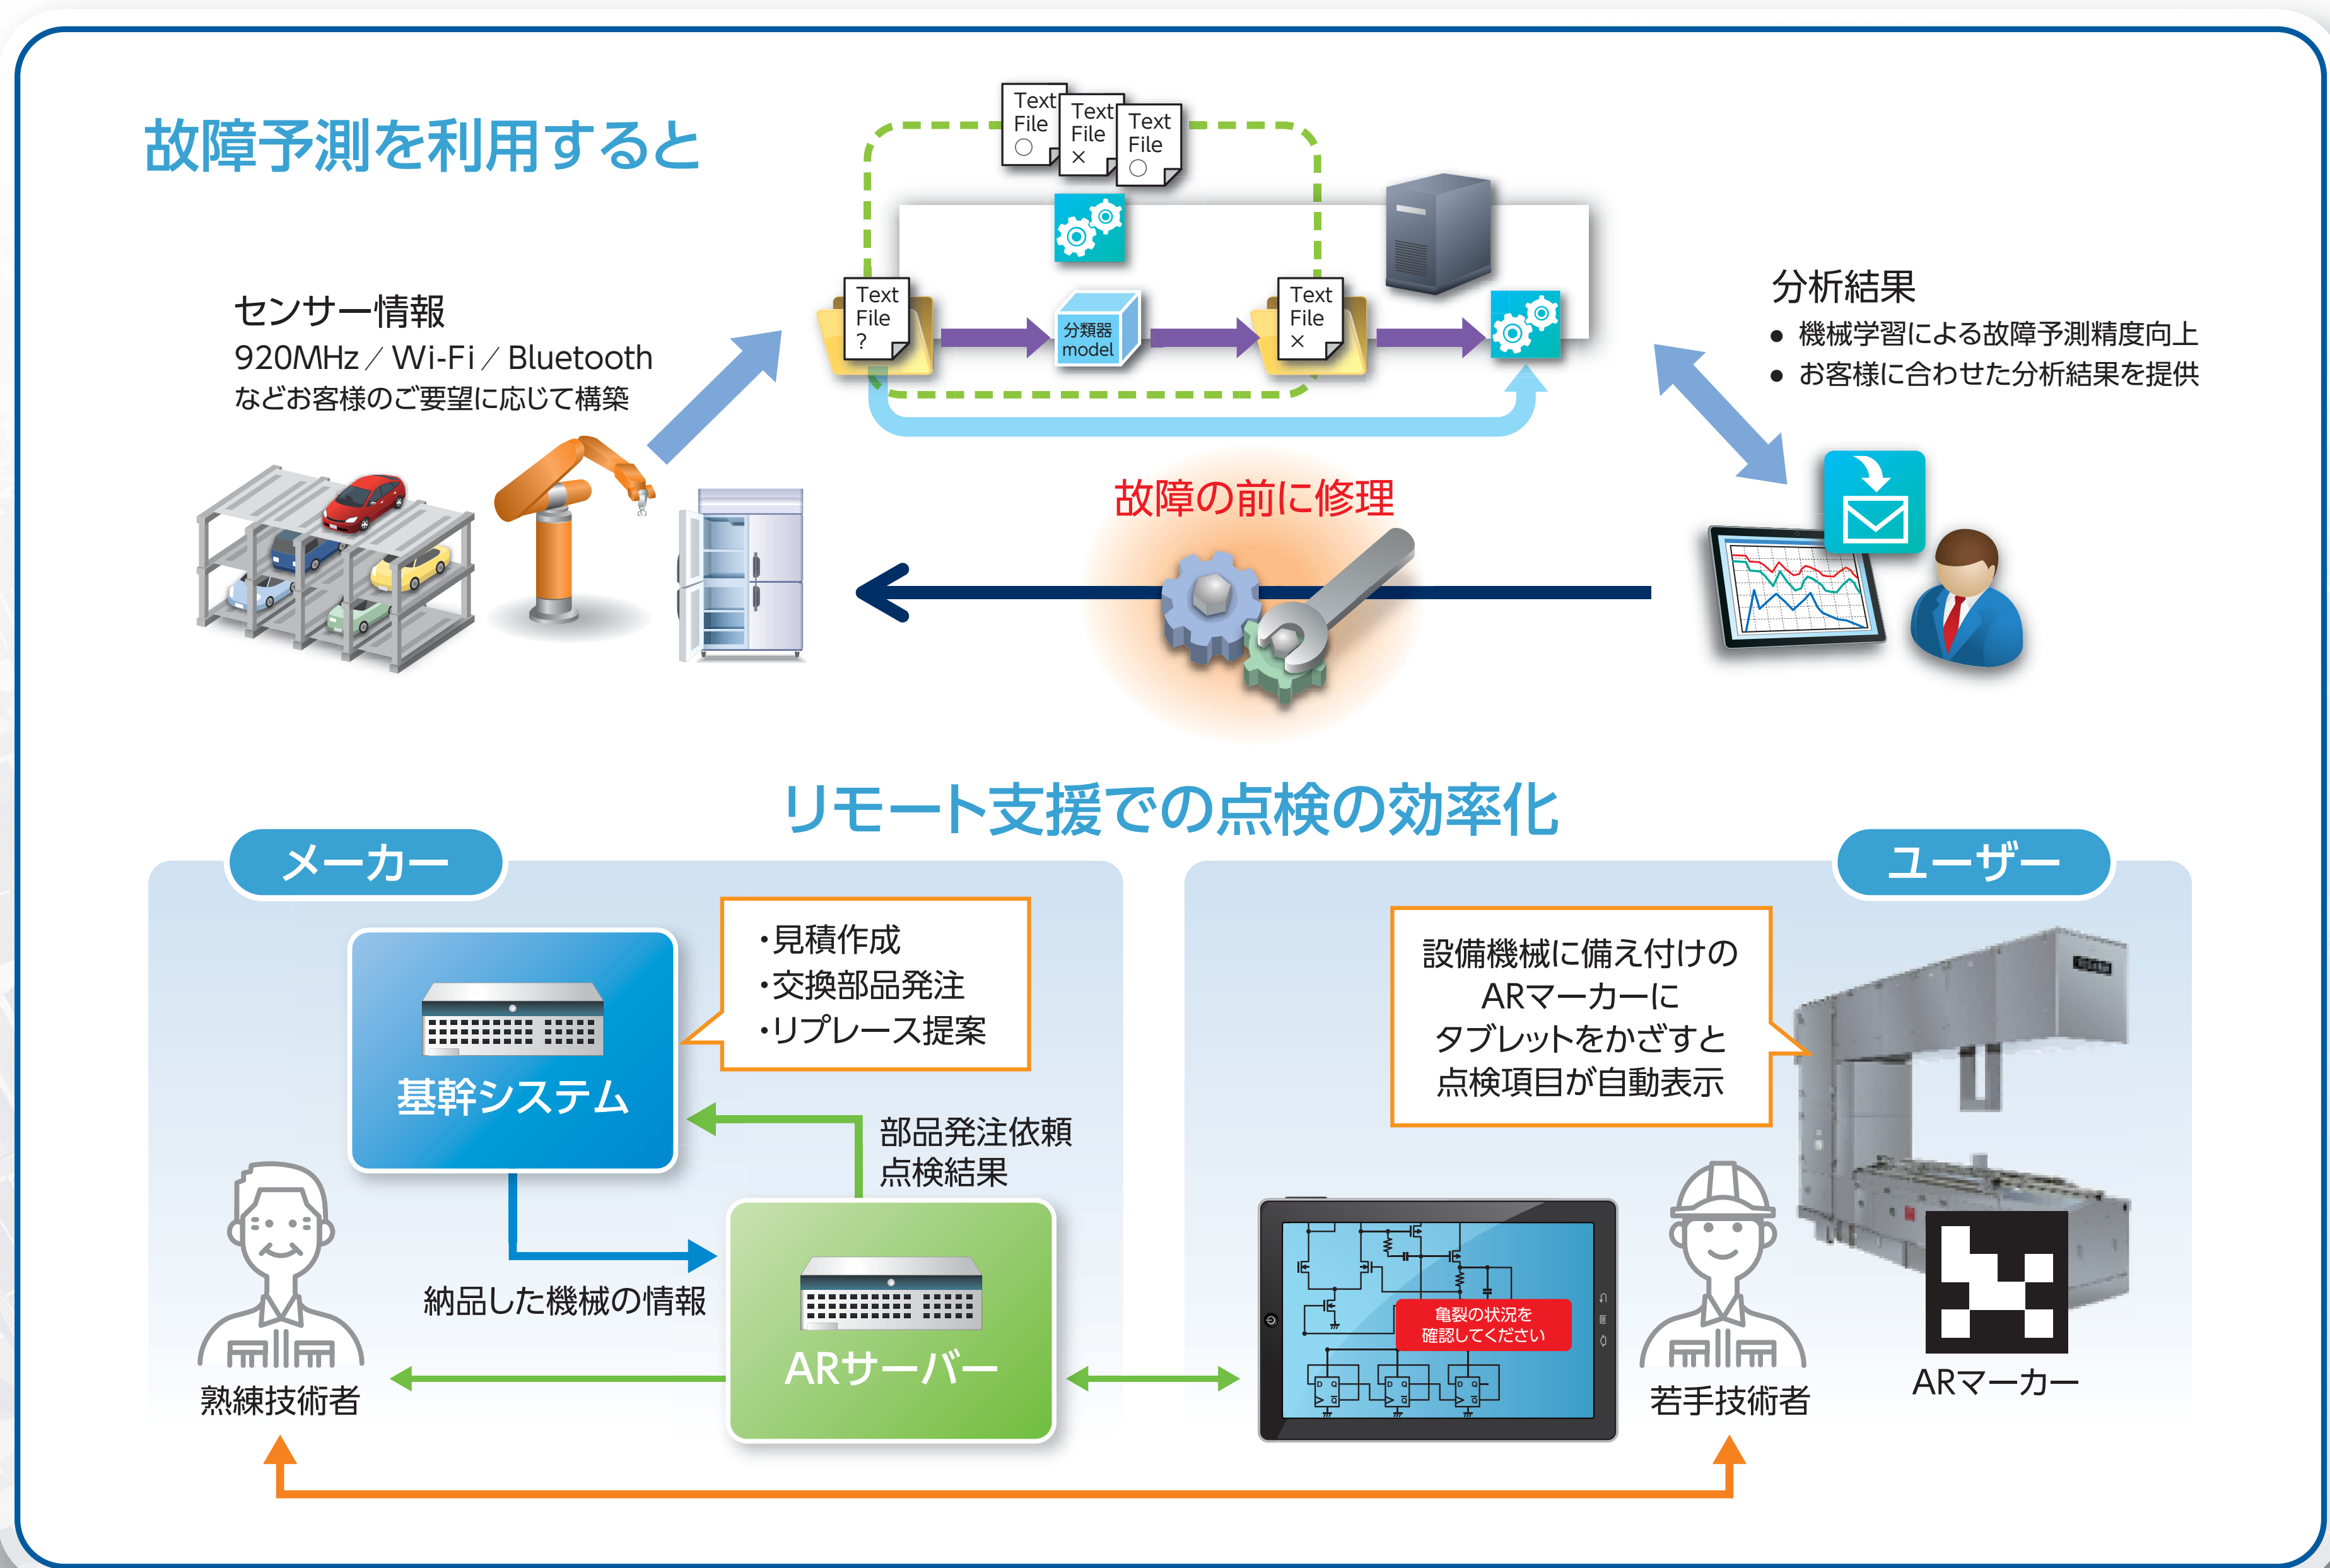 故障予測を利用すると
Text
File
○
Text
File
×
Text
File
○
センサー情報
920MHz／Wi-Fi／Bluetooth
などお客様のご要望に応じて構築
Text
File
?
分類器
model
Text
File
×
分析結果
● 機械学習による故障予測精度向上
● お客様に合わせた分析結果を提供
故障の前に修理
リモート支援での点検の効率化
メーカー
ユーザー
・見積作成
・交換部品発注
・リプレース提案
基幹システム
部品発注依頼
点検結果
納品した機械の情報
ARサーバー
熟練技術者
設備機械に備え付けの
ARマーカーに
タブレットをかざすと
点検項目が自動表示
亀裂の状況を
確認してください
D Q
Q
D Q
Q
D Q
Q
若手技術者
ARマーカー